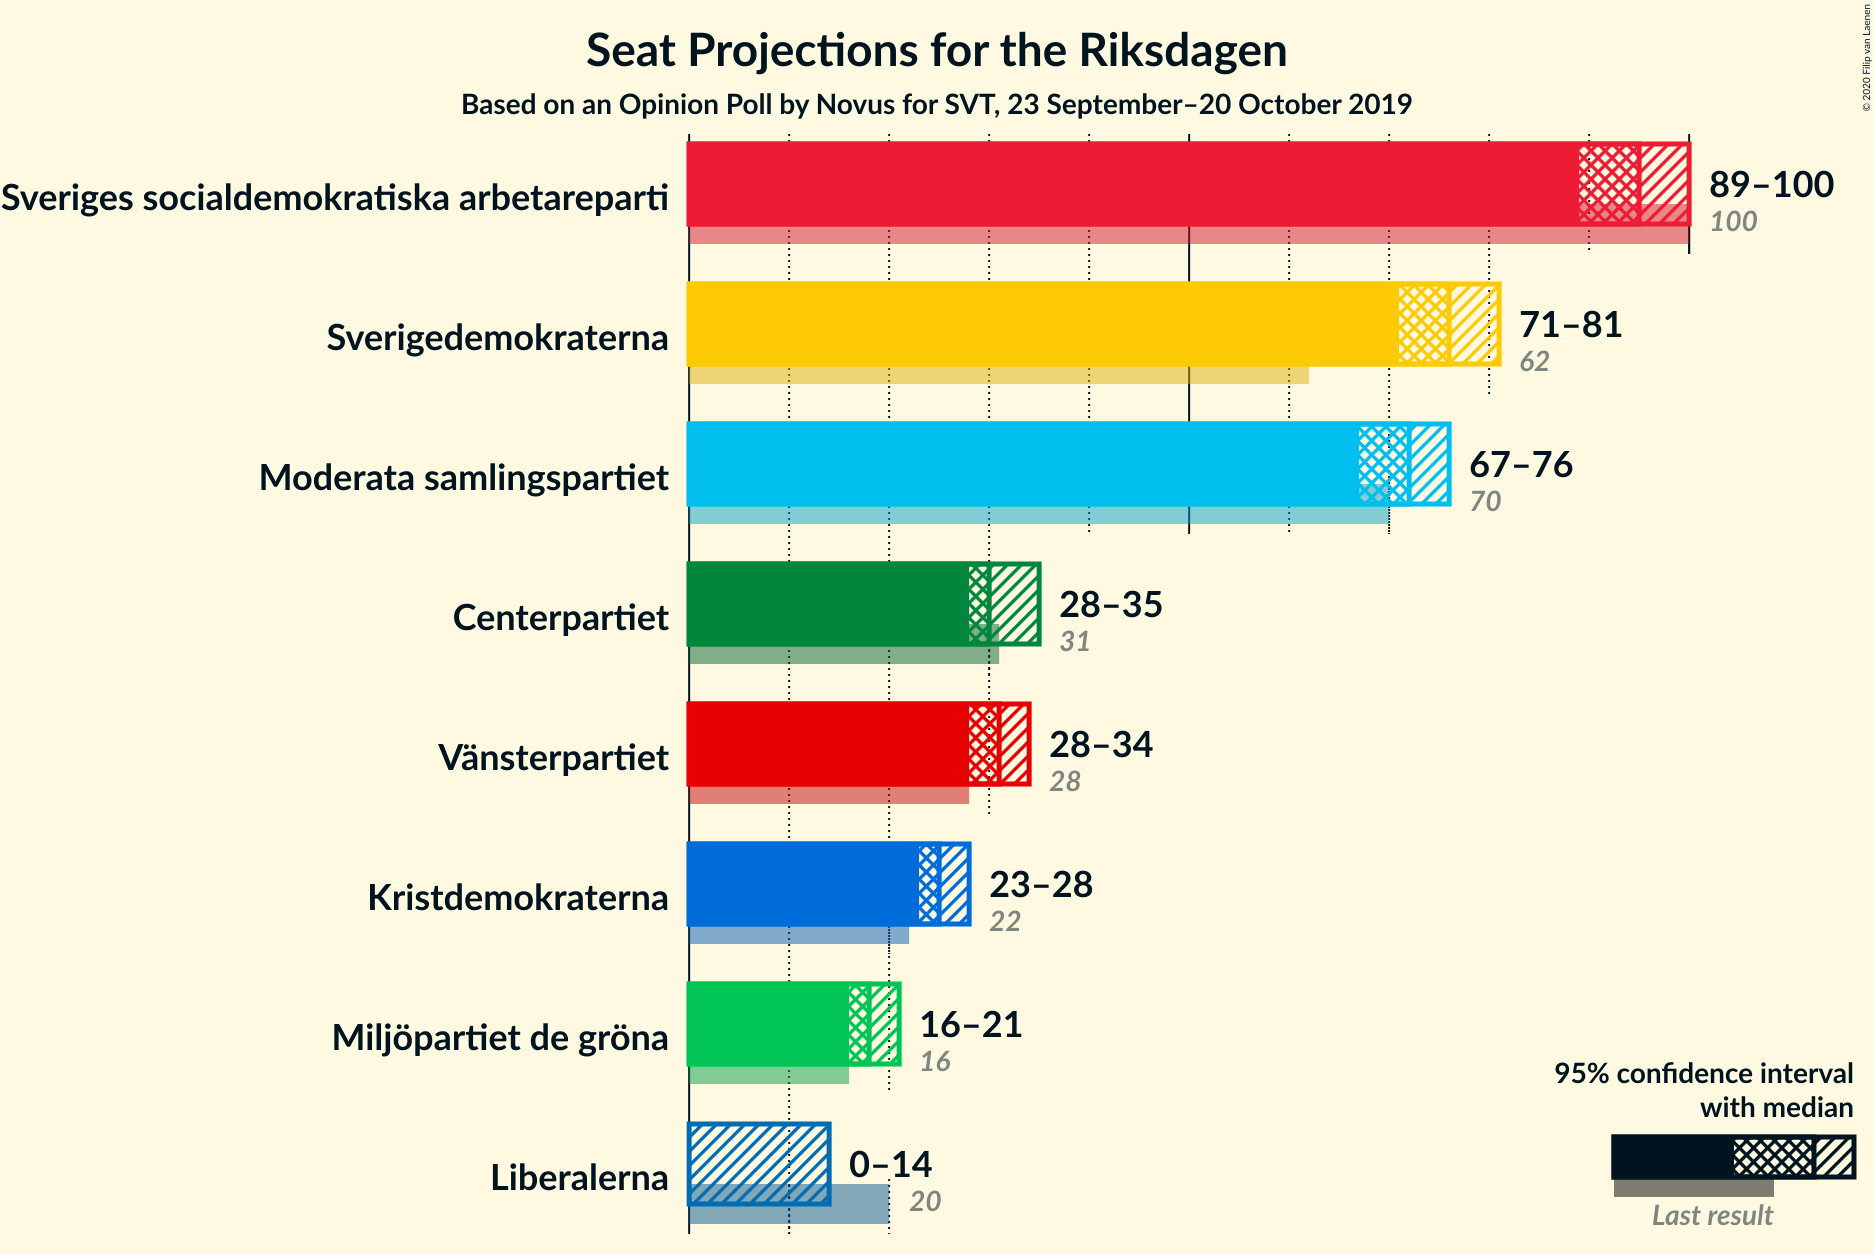 Seat Projections for the Riksdagen
Based on an Opinion Poll by Novus for SVT, 23 September–20 October 2019
© 2020 Filip van Laenen
Sveriges socialdemokratiska arbetareparti
89–100
100
Sverigedemokraterna
71–81
62
Moderata samlingspartiet
67–76
70
Centerpartiet
28–35
31
Vänsterpartiet
28–34
28
Kristdemokraterna
23–28
22
Miljöpartiet de gröna
16–21
16
Liberalerna
0–14
20
95% confidence interval
with median
Last result